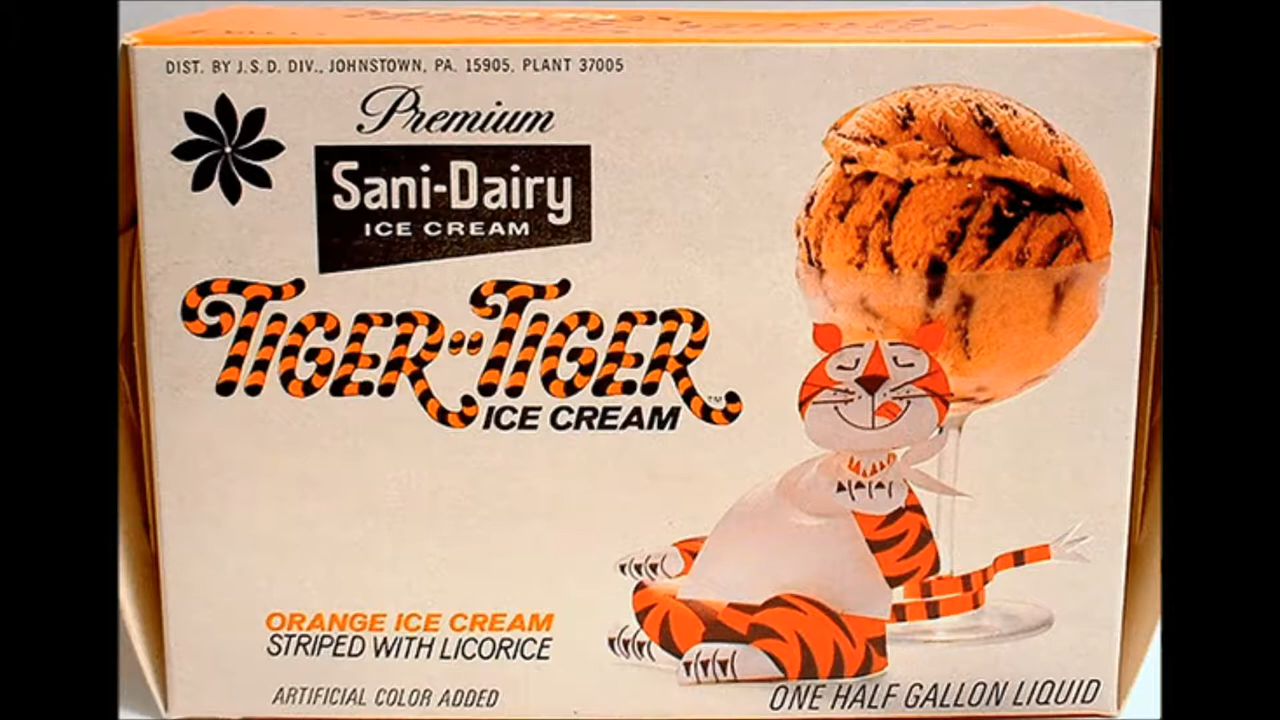 DIST. BY J.S.D. DIV., JOHNSTOWN, PA. 15905, PLANT 37005
Premium
Sani-Dairy
ICE CREAM
TIGER-TIGER™
ICE CREAM
ORANGE ICE CREAM
STRIPED WITH LICORICE
ARTIFICIAL COLOR ADDED
ONE HALF GALLON LIQUID